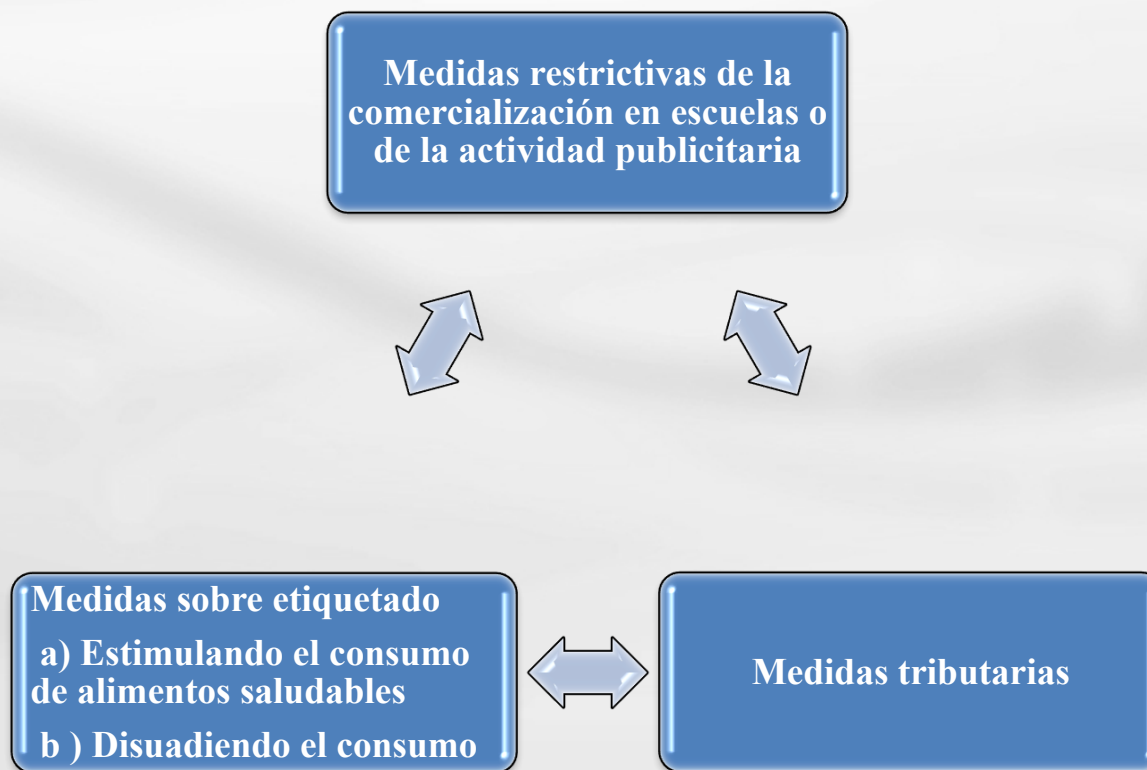 Medidas restrictivas de la
comercialización en escuelas o
de la actividad publicitaria
Medidas sobre etiquetado
a) Estimulando el consumo
de alimentos saludables
b ) Disuadiendo el consumo
Medidas tributarias